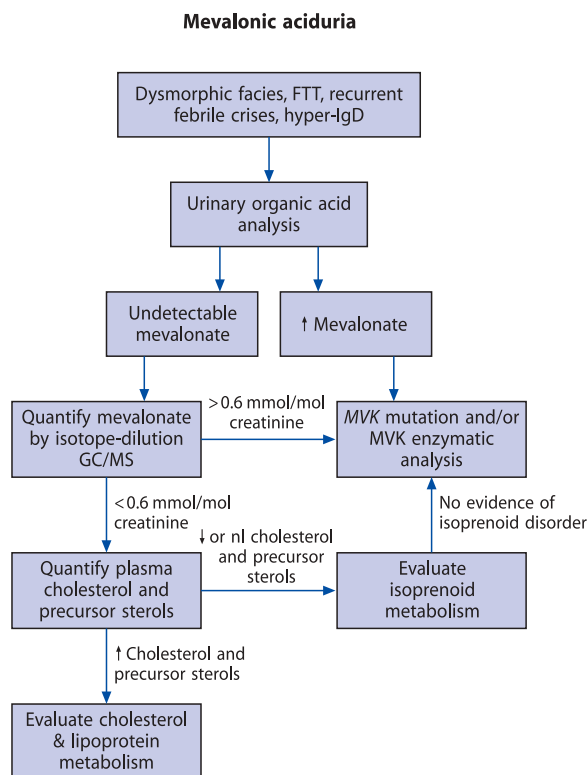 Mevalonic aciduria
Dysmorphic facies, FTT, recurrent
febrile crises, hyper-IgD
Urinary organic acid
analysis
Undetectable
mevalonate
↑ Mevalonate
Quantify mevalonate
by isotope-dilution
GC/MS
>0.6 mmol/mol
creatinine
MVK mutation and/or
MVK enzymatic
analysis
<0.6 mmol/mol
creatinine
↓ or nl cholesterol
and precursor
sterols
No evidence of
isoprenoid disorder
Quantify plasma
cholesterol and
precursor sterols
Evaluate
isoprenoid
metabolism
↑ Cholesterol and
precursor sterols
Evaluate cholesterol
& lipoprotein
metabolism